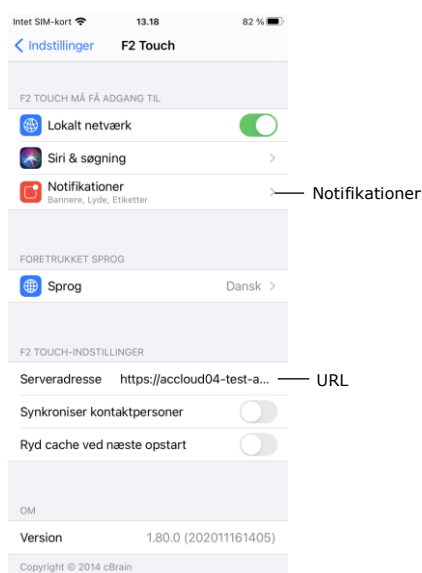 Intet SIM-kort 13.18 82 %
Indstillinger F2 Touch
F2 TOUCH MÅ FÅ ADGANG TIL
Lokalt netværk
Siri & søgning
Notifikationer
Bannere, Lyde, Etiketter
Notifikationer
FORETRUKKET SPROG
Sprog Dansk
F2 TOUCH-INDSTILLINGER
Serveradresse https://accloud04-test-a... URL
Synkroniser kontaktpersoner
Ryd cache ved næste opstart
OM
Version 1.80.0 (202011161405)
Copyright © 2014 cBrain